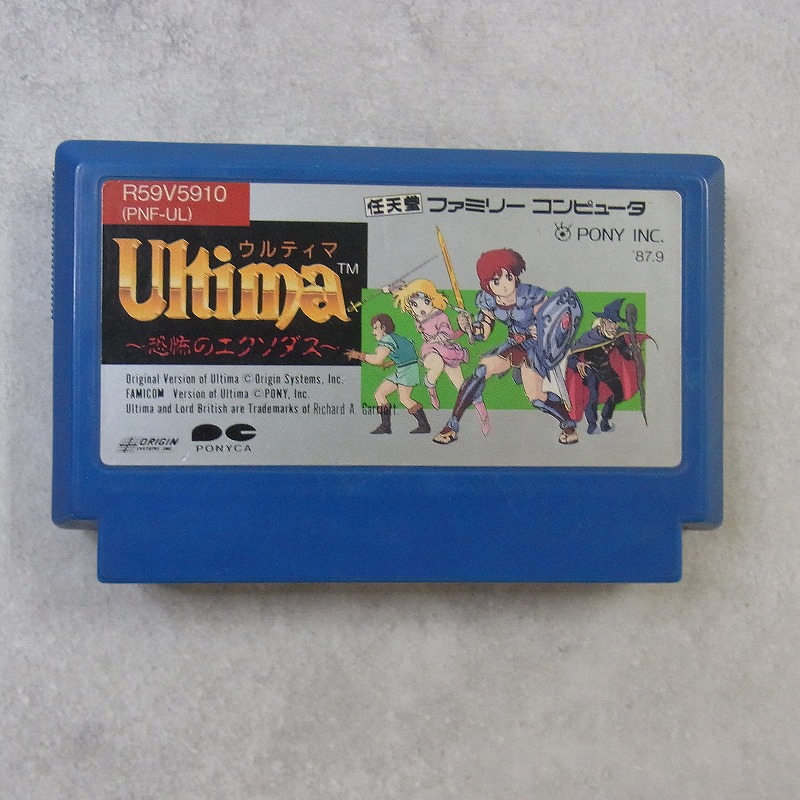 R59V5910
(PNF-UL)
任天堂 ファミリー コンピュータ
PONY INC.
'87.9
ウルティマ
Ultima TM
～恐怖のエクソダス～
Original Version of Ultima © Origin Systems, Inc.
FAMICOM Version of Ultima © PONY, Inc.
Ultima and Lord British are Trademarks of Richard A. Garriott.
ORIGIN
SYSTEMS INC
PONYCA